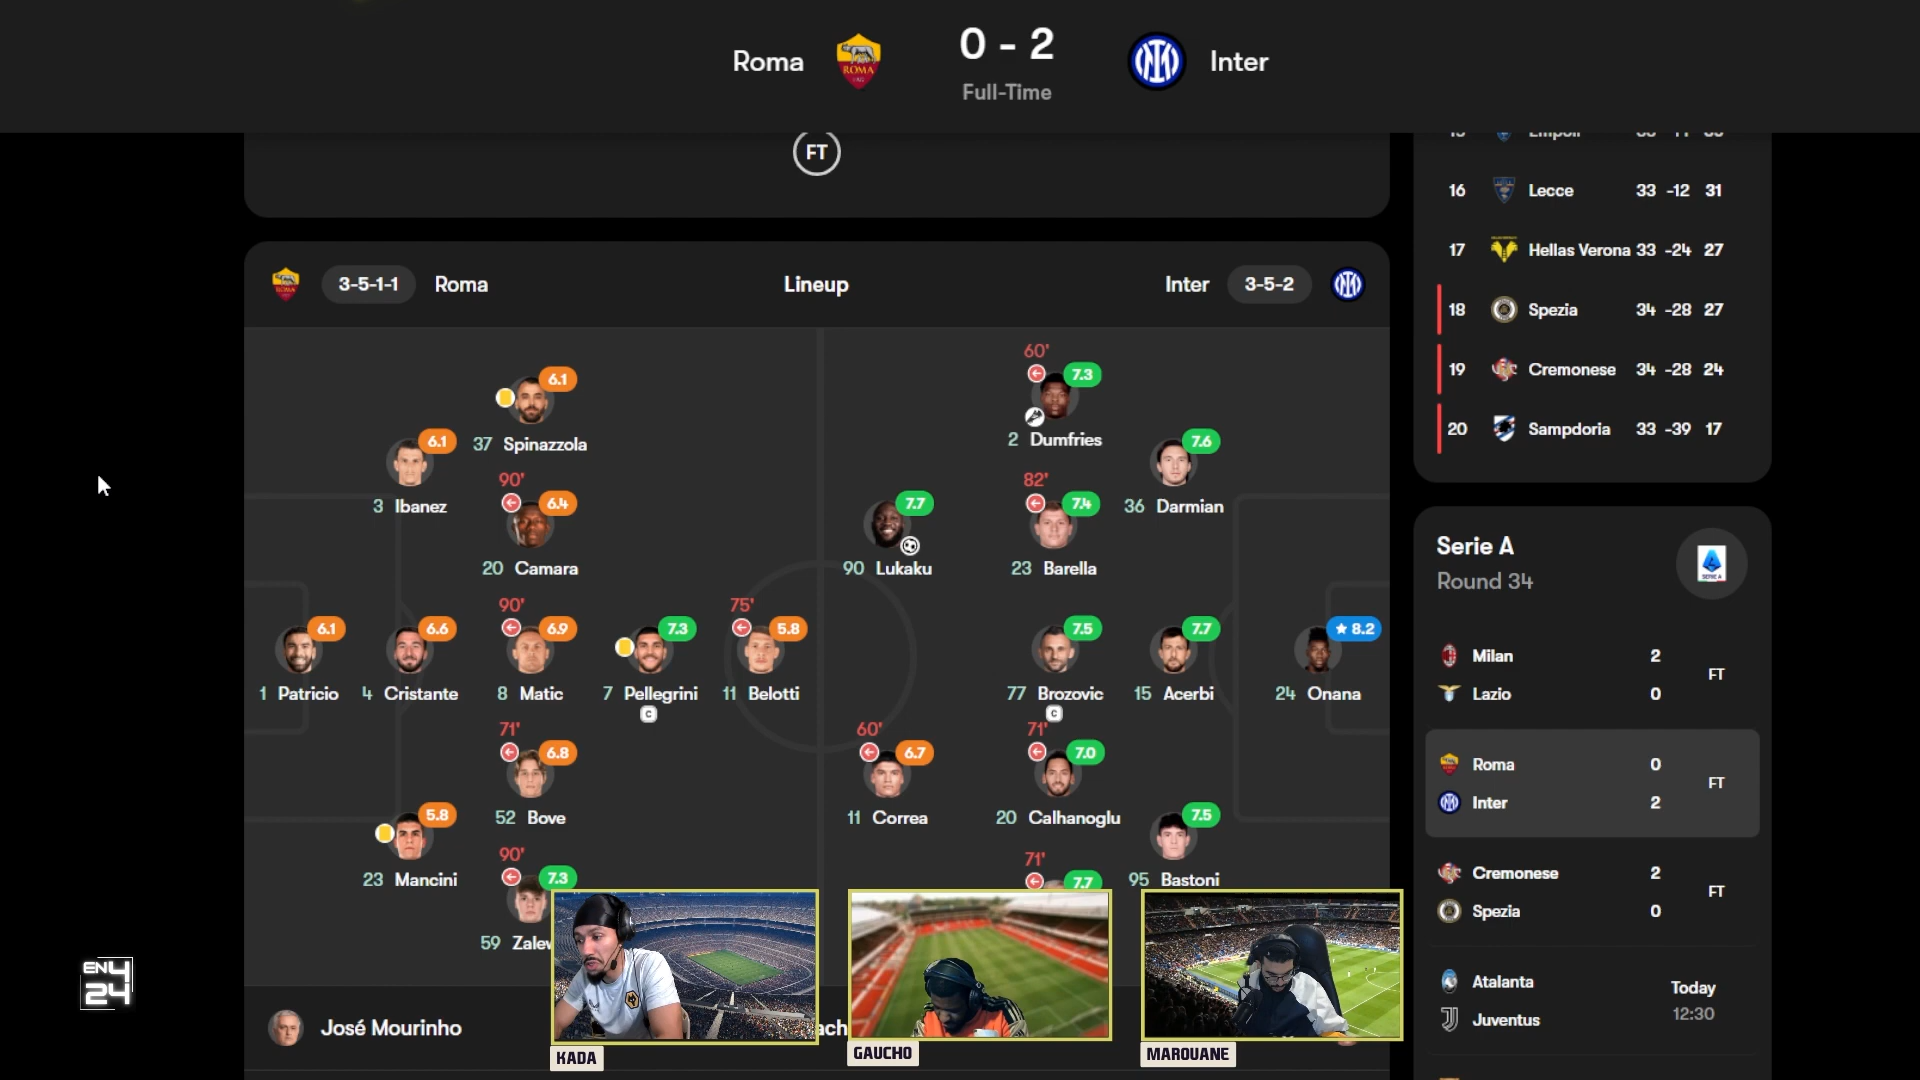 Roma
0 - 2
Inter
Full-Time
FT
Empoli
16 Lecce 33 -12 31
17 Hellas Verona 33 -24 27
18 Spezia 34 -28 27
19 Cremonese 34 -28 24
20 Sampdoria 33 -39 17
3-5-1-1 Roma
Lineup
Inter 3-5-2
6.1
37 Spinazzola
6.1
3 Ibanez
90'
6.4
20 Camara
6.1
1 Patricio
6.6
4 Cristante
90'
6.9
8 Matic
7.3
7 Pellegrini
C
75'
5.8
11 Belotti
71'
6.8
52 Bove
5.8
23 Mancini
90'
7.3
59 Zalew
60'
7.3
2 Dumfries
7.6
36 Darmian
7.7
90 Lukaku
82'
7.4
23 Barella
7.5
77 Brozovic
C
7.7
15 Acerbi
8.2
24 Onana
60'
6.7
11 Correa
71'
7.0
20 Calhanoglu
7.5
95 Bastoni
71'
7.7
José Mourinho
ach
KADA
GAUCHO
MAROUANE
EN4
24
Serie A
Round 34
SERIE A
Milan 2
Lazio 0
FT
Roma 0
Inter 2
FT
Cremonese 2
Spezia 0
FT
Atalanta
Juventus
Today
12:30